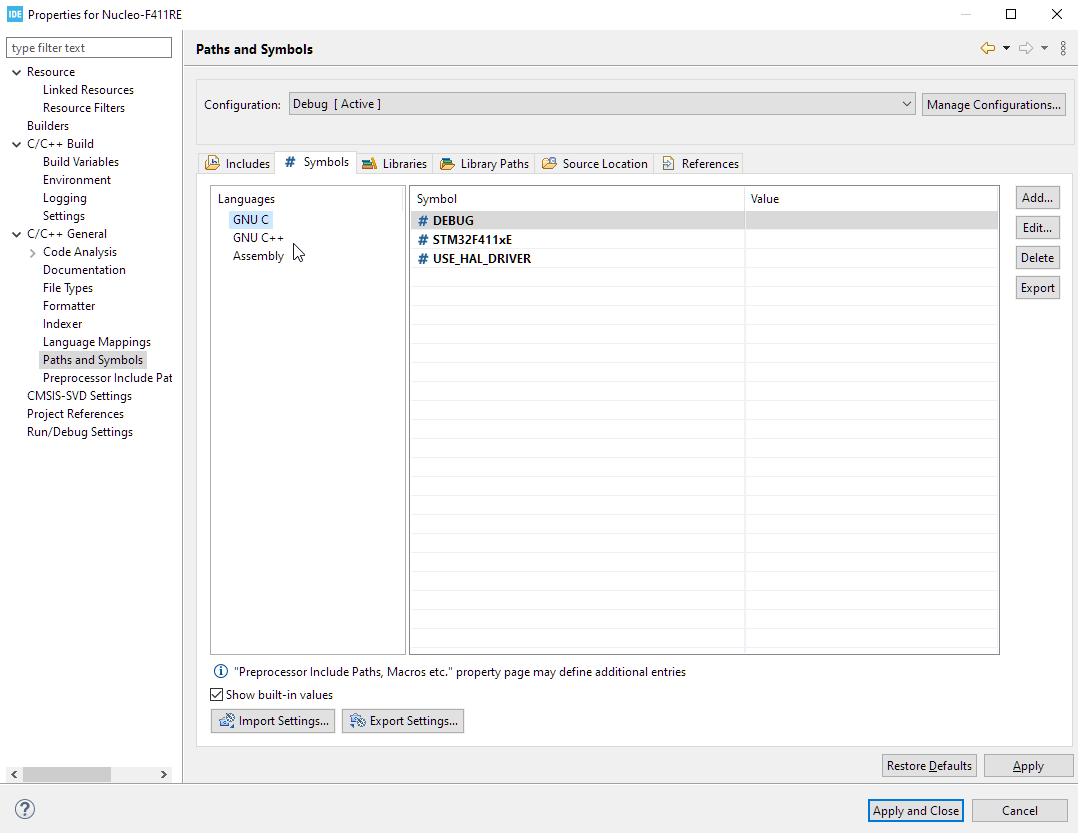 IDE Properties for Nucleo-F411RE
type filter text
Resource
Linked Resources
Resource Filters
Builders
C/C++ Build
Build Variables
Environment
Logging
Settings
C/C++ General
Code Analysis
Documentation
File Types
Formatter
Indexer
Language Mappings
Paths and Symbols
Preprocessor Include Pat
CMSIS-SVD Settings
Project References
Run/Debug Settings
Paths and Symbols
Configuration: Debug [ Active ] Manage Configurations...
Includes # Symbols Libraries Library Paths Source Location References
Languages
GNU C
GNU C++
Assembly
Symbol Value
# DEBUG
# STM32F411xE
# USE_HAL_DRIVER
Add...
Edit...
Delete
Export
"Preprocessor Include Paths, Macros etc." property page may define additional entries
Show built-in values
Import Settings... Export Settings...
Restore Defaults Apply
? Apply and Close Cancel